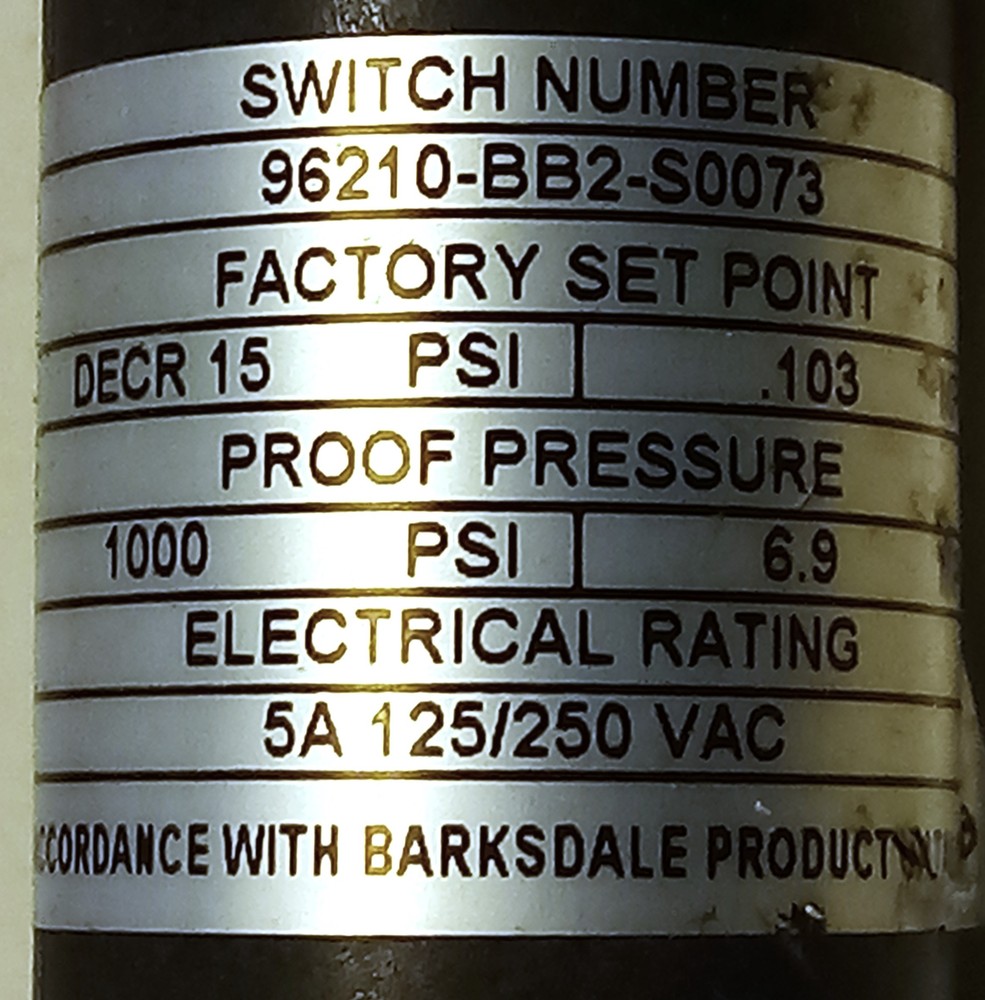 SWITCH NUMBER
96210-BB2-S0073
FACTORY SET POINT
DECR 15 PSI .103
PROOF PRESSURE
1000 PSI 6.9
ELECTRICAL RATING
5A 125/250 VAC
WITH BARKSDALE PRODUCT